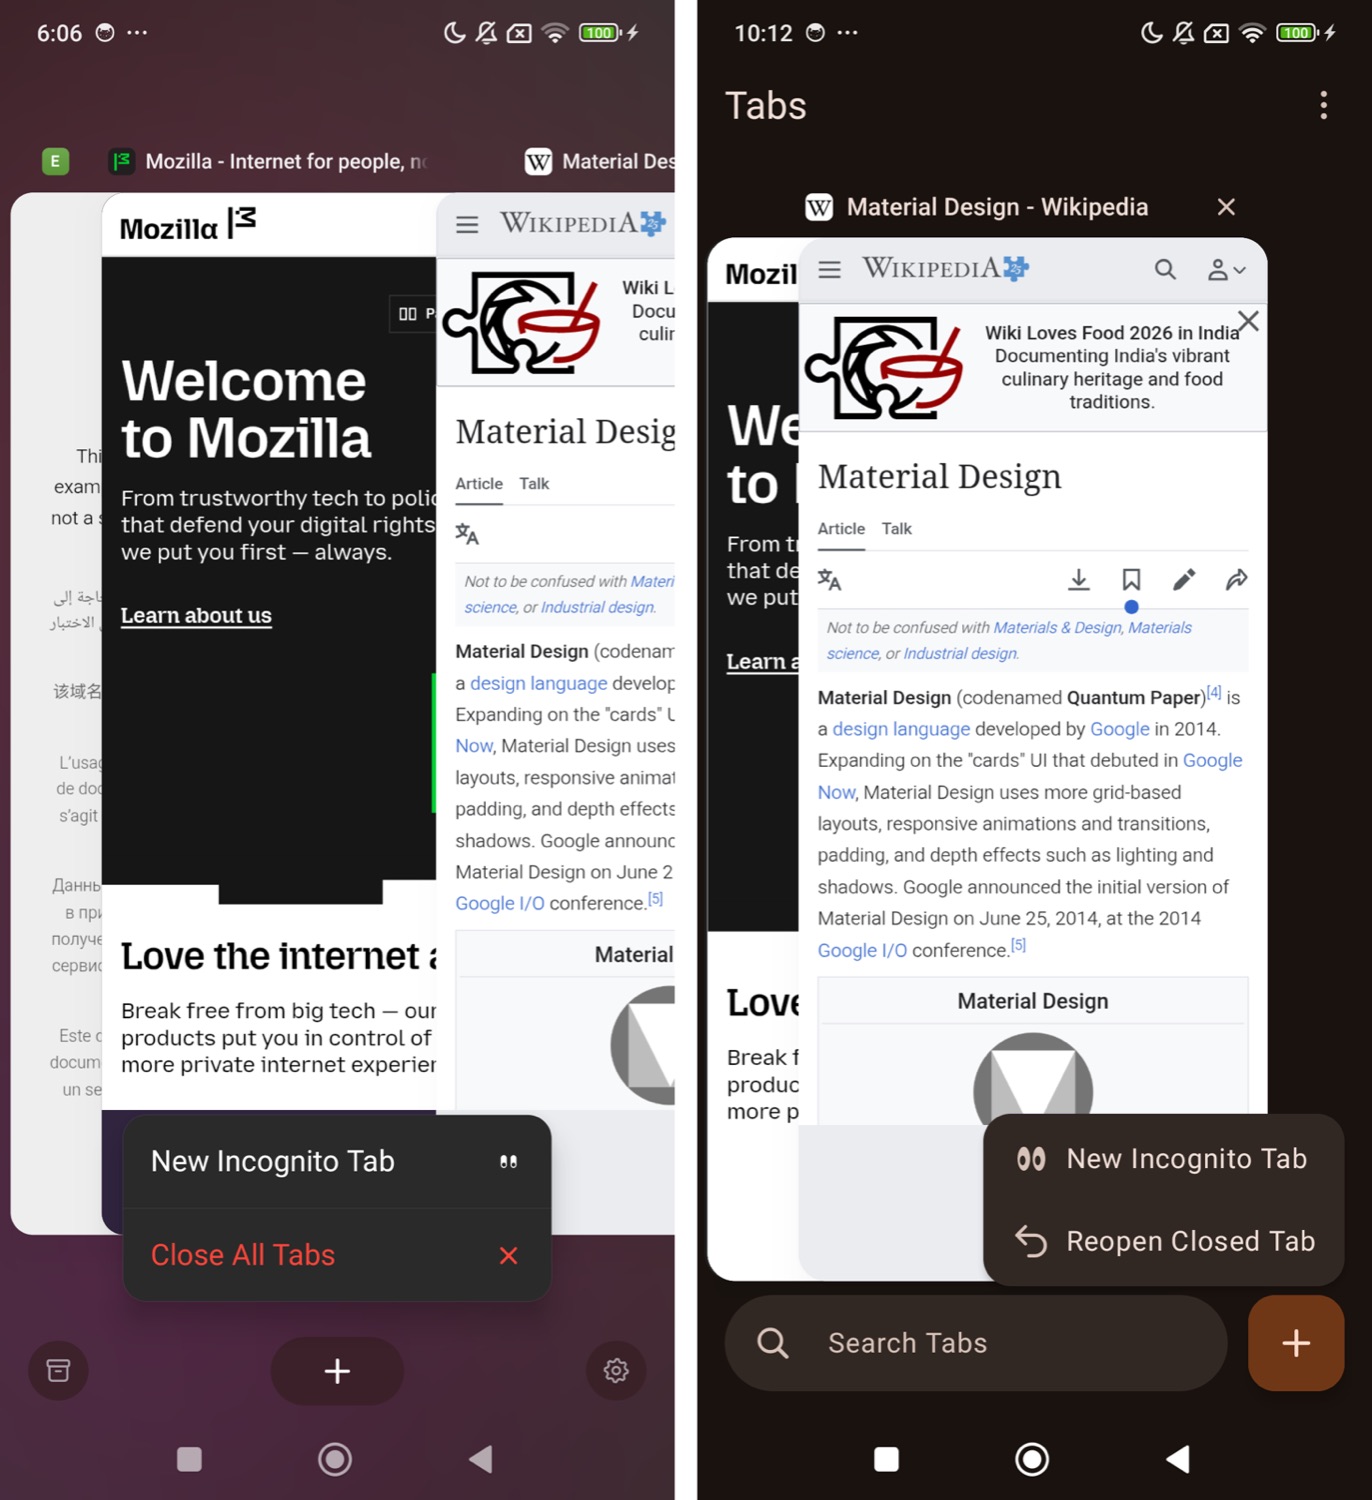 6:06
100
E
Mozilla - Internet for people, n
Material Des
Mozilla
WIKIPEDIA 25
P
Wiki L
Docu
culin
Welcome
to Mozilla
From trustworthy tech to polic
that defend your digital rights
we put you first — always.
Learn about us
Material Desig
Article Talk
Not to be confused with Materi
science, or Industrial design.
Thi
exam
not a s
حاجة إلى
الاختبار
该域名
L'usag
de doc
s'agit
Данны
в при
получе
сервис
Este d
docum
un se
Material Design (codenam
a design language develop
Expanding on the "cards" U
Now, Material Design uses
layouts, responsive animat
padding, and depth effects
shadows. Google announc
Material Design on June 2
Google I/O conference.[5]
Material
Love the internet a
Break free from big tech — our
products put you in control of
more private internet experier
New Incognito Tab
Close All Tabs
10:12
100
Tabs
Material Design - Wikipedia
Mozil
WIKIPEDIA 25
Wiki Loves Food 2026 in India
Documenting India's vibrant
culinary heritage and food
traditions.
We
to
From tr
that de
we put
Learn a
Material Design
Article Talk
Not to be confused with Materials & Design, Materials
science, or Industrial design.
Material Design (codenamed Quantum Paper)[4] is
a design language developed by Google in 2014.
Expanding on the "cards" UI that debuted in Google
Now, Material Design uses more grid-based
layouts, responsive animations and transitions,
padding, and depth effects such as lighting and
shadows. Google announced the initial version of
Material Design on June 25, 2014, at the 2014
Google I/O conference.[5]
Material Design
Love
Break f
produc
more p
New Incognito Tab
Reopen Closed Tab
Search Tabs